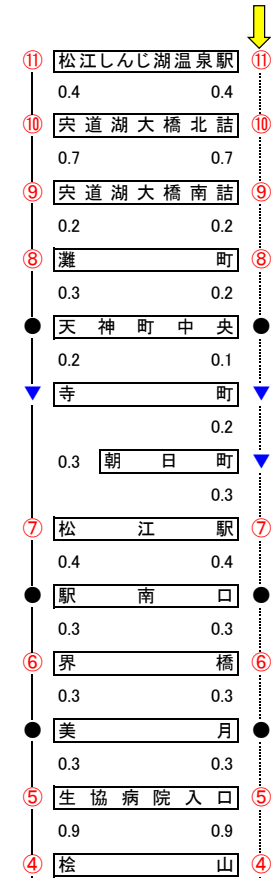 ⑪ 松江しんじ湖温泉駅 ⑪
0.4 0.4
⑩ 宍道湖大橋北詰 ⑩
0.7 0.7
⑨ 宍道湖大橋南詰 ⑨
0.2 0.2
⑧ 灘町 ⑧
0.3 0.2
天神町中央
0.2 0.1
寺町
0.2
0.3 朝日町
0.3
⑦ 松江駅 ⑦
0.4 0.4
駅南口
0.3 0.3
⑥ 界橋 ⑥
0.3 0.3
美月
0.3 0.3
⑤ 生協病院入口 ⑤
0.9 0.9
④ 桧山 ④